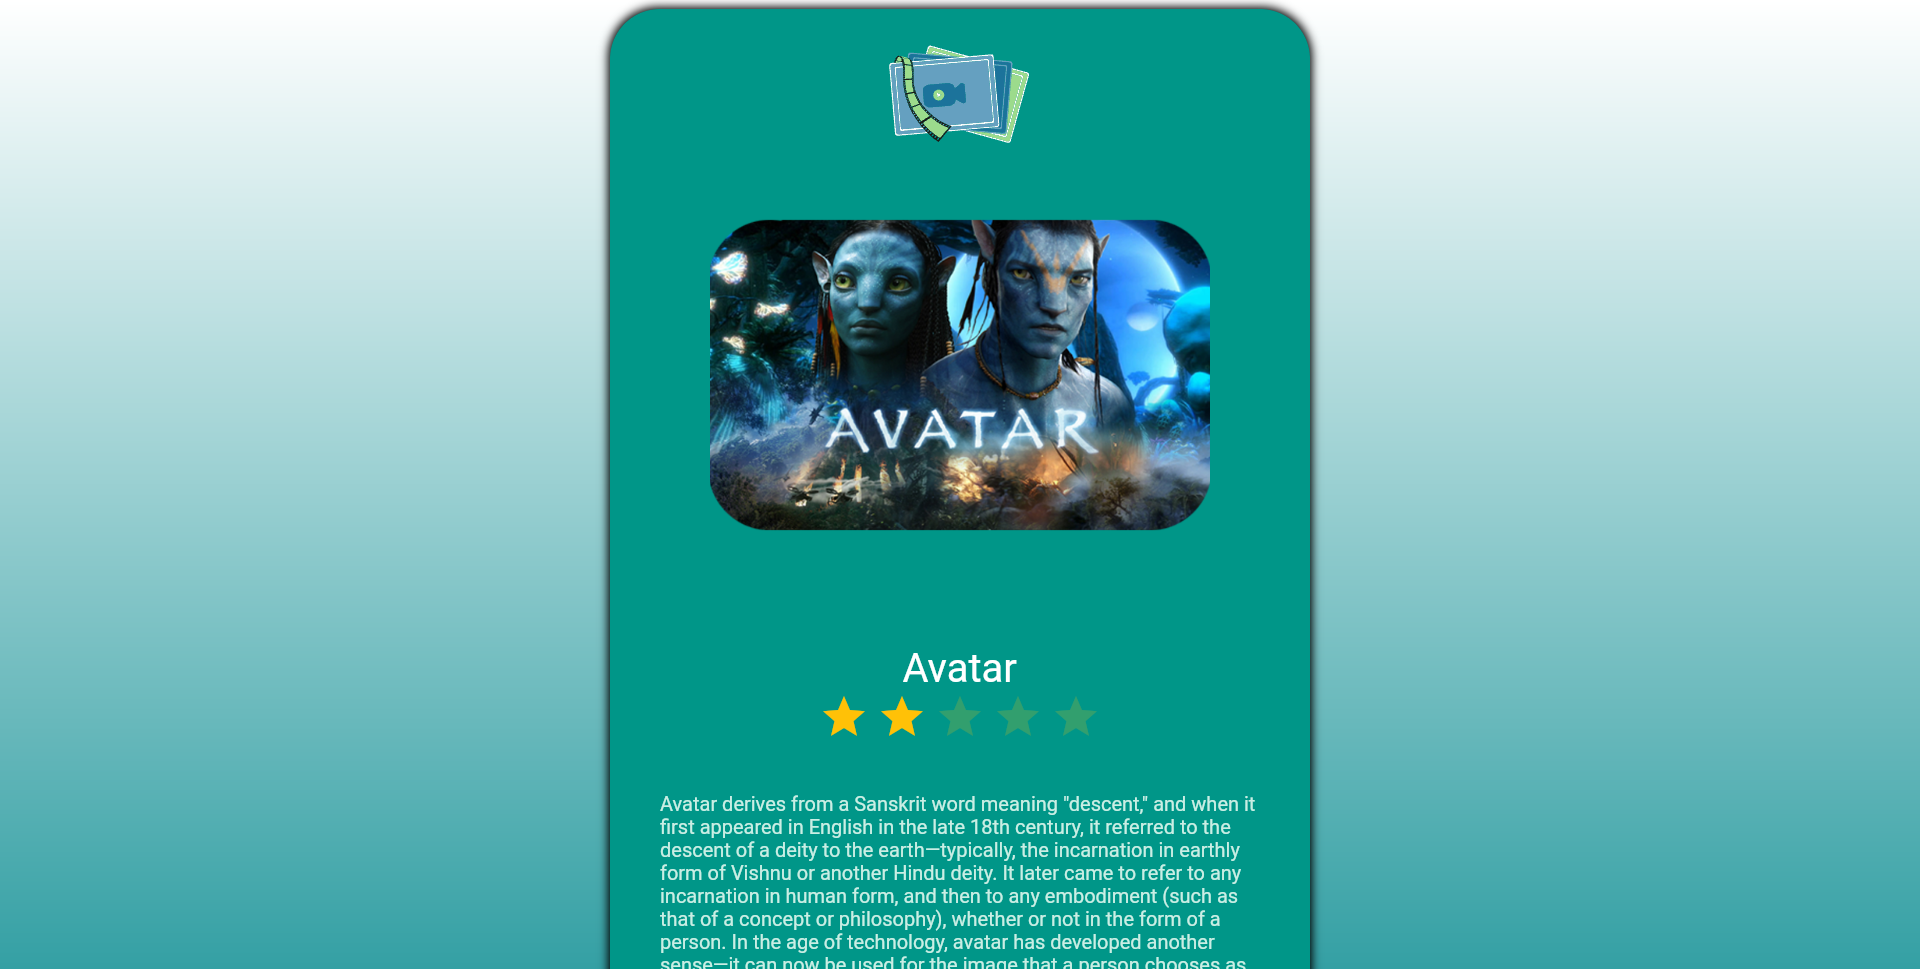 AVATAR
Avatar
Avatar derives from a Sanskrit word meaning "descent," and when it
first appeared in English in the late 18th century, it referred to the
descent of a deity to the earth—typically, the incarnation in earthly
form of Vishnu or another Hindu deity. It later came to refer to any
incarnation in human form, and then to any embodiment (such as
that of a concept or philosophy), whether or not in the form of a
person. In the age of technology, avatar has developed another
sense—it can now be used for the image that a person chooses as